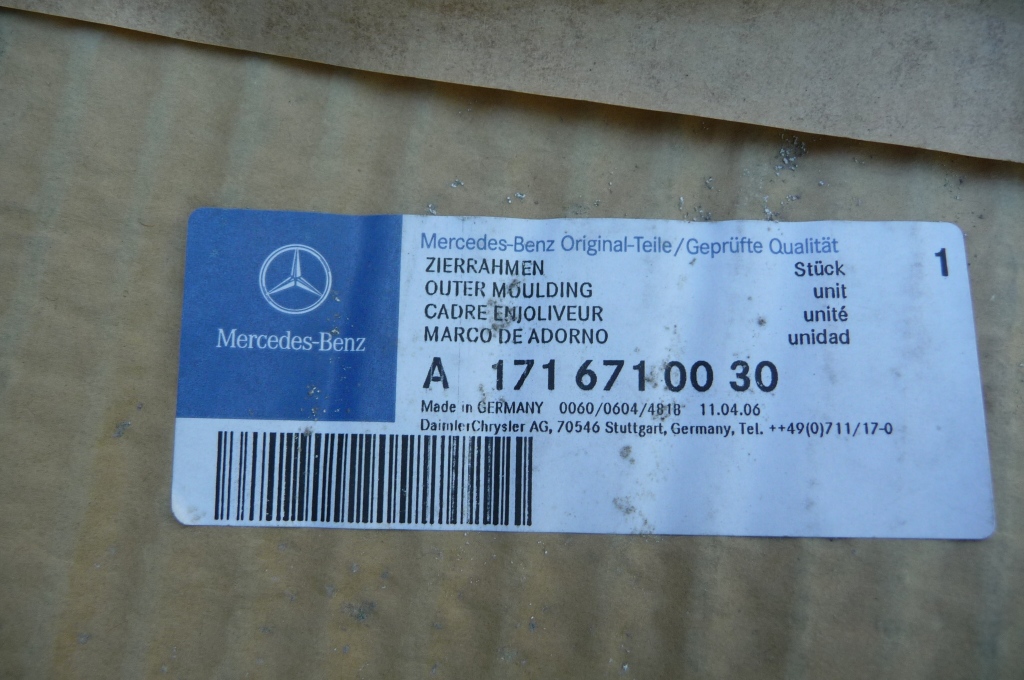 Mercedes-Benz
Mercedes-Benz Original-Teile/Geprüfte Qualität
ZIERRAHMEN Stück 1
OUTER MOULDING unit
CADRE ENJOLIVEUR unité
MARCO DE ADORNO unidad
A 171 671 00 30
Made in GERMANY 0060/0604/481B 11.04.06
DaimlerChrysler AG, 70546 Stuttgart, Germany, Tel. ++49(0)711/17-0